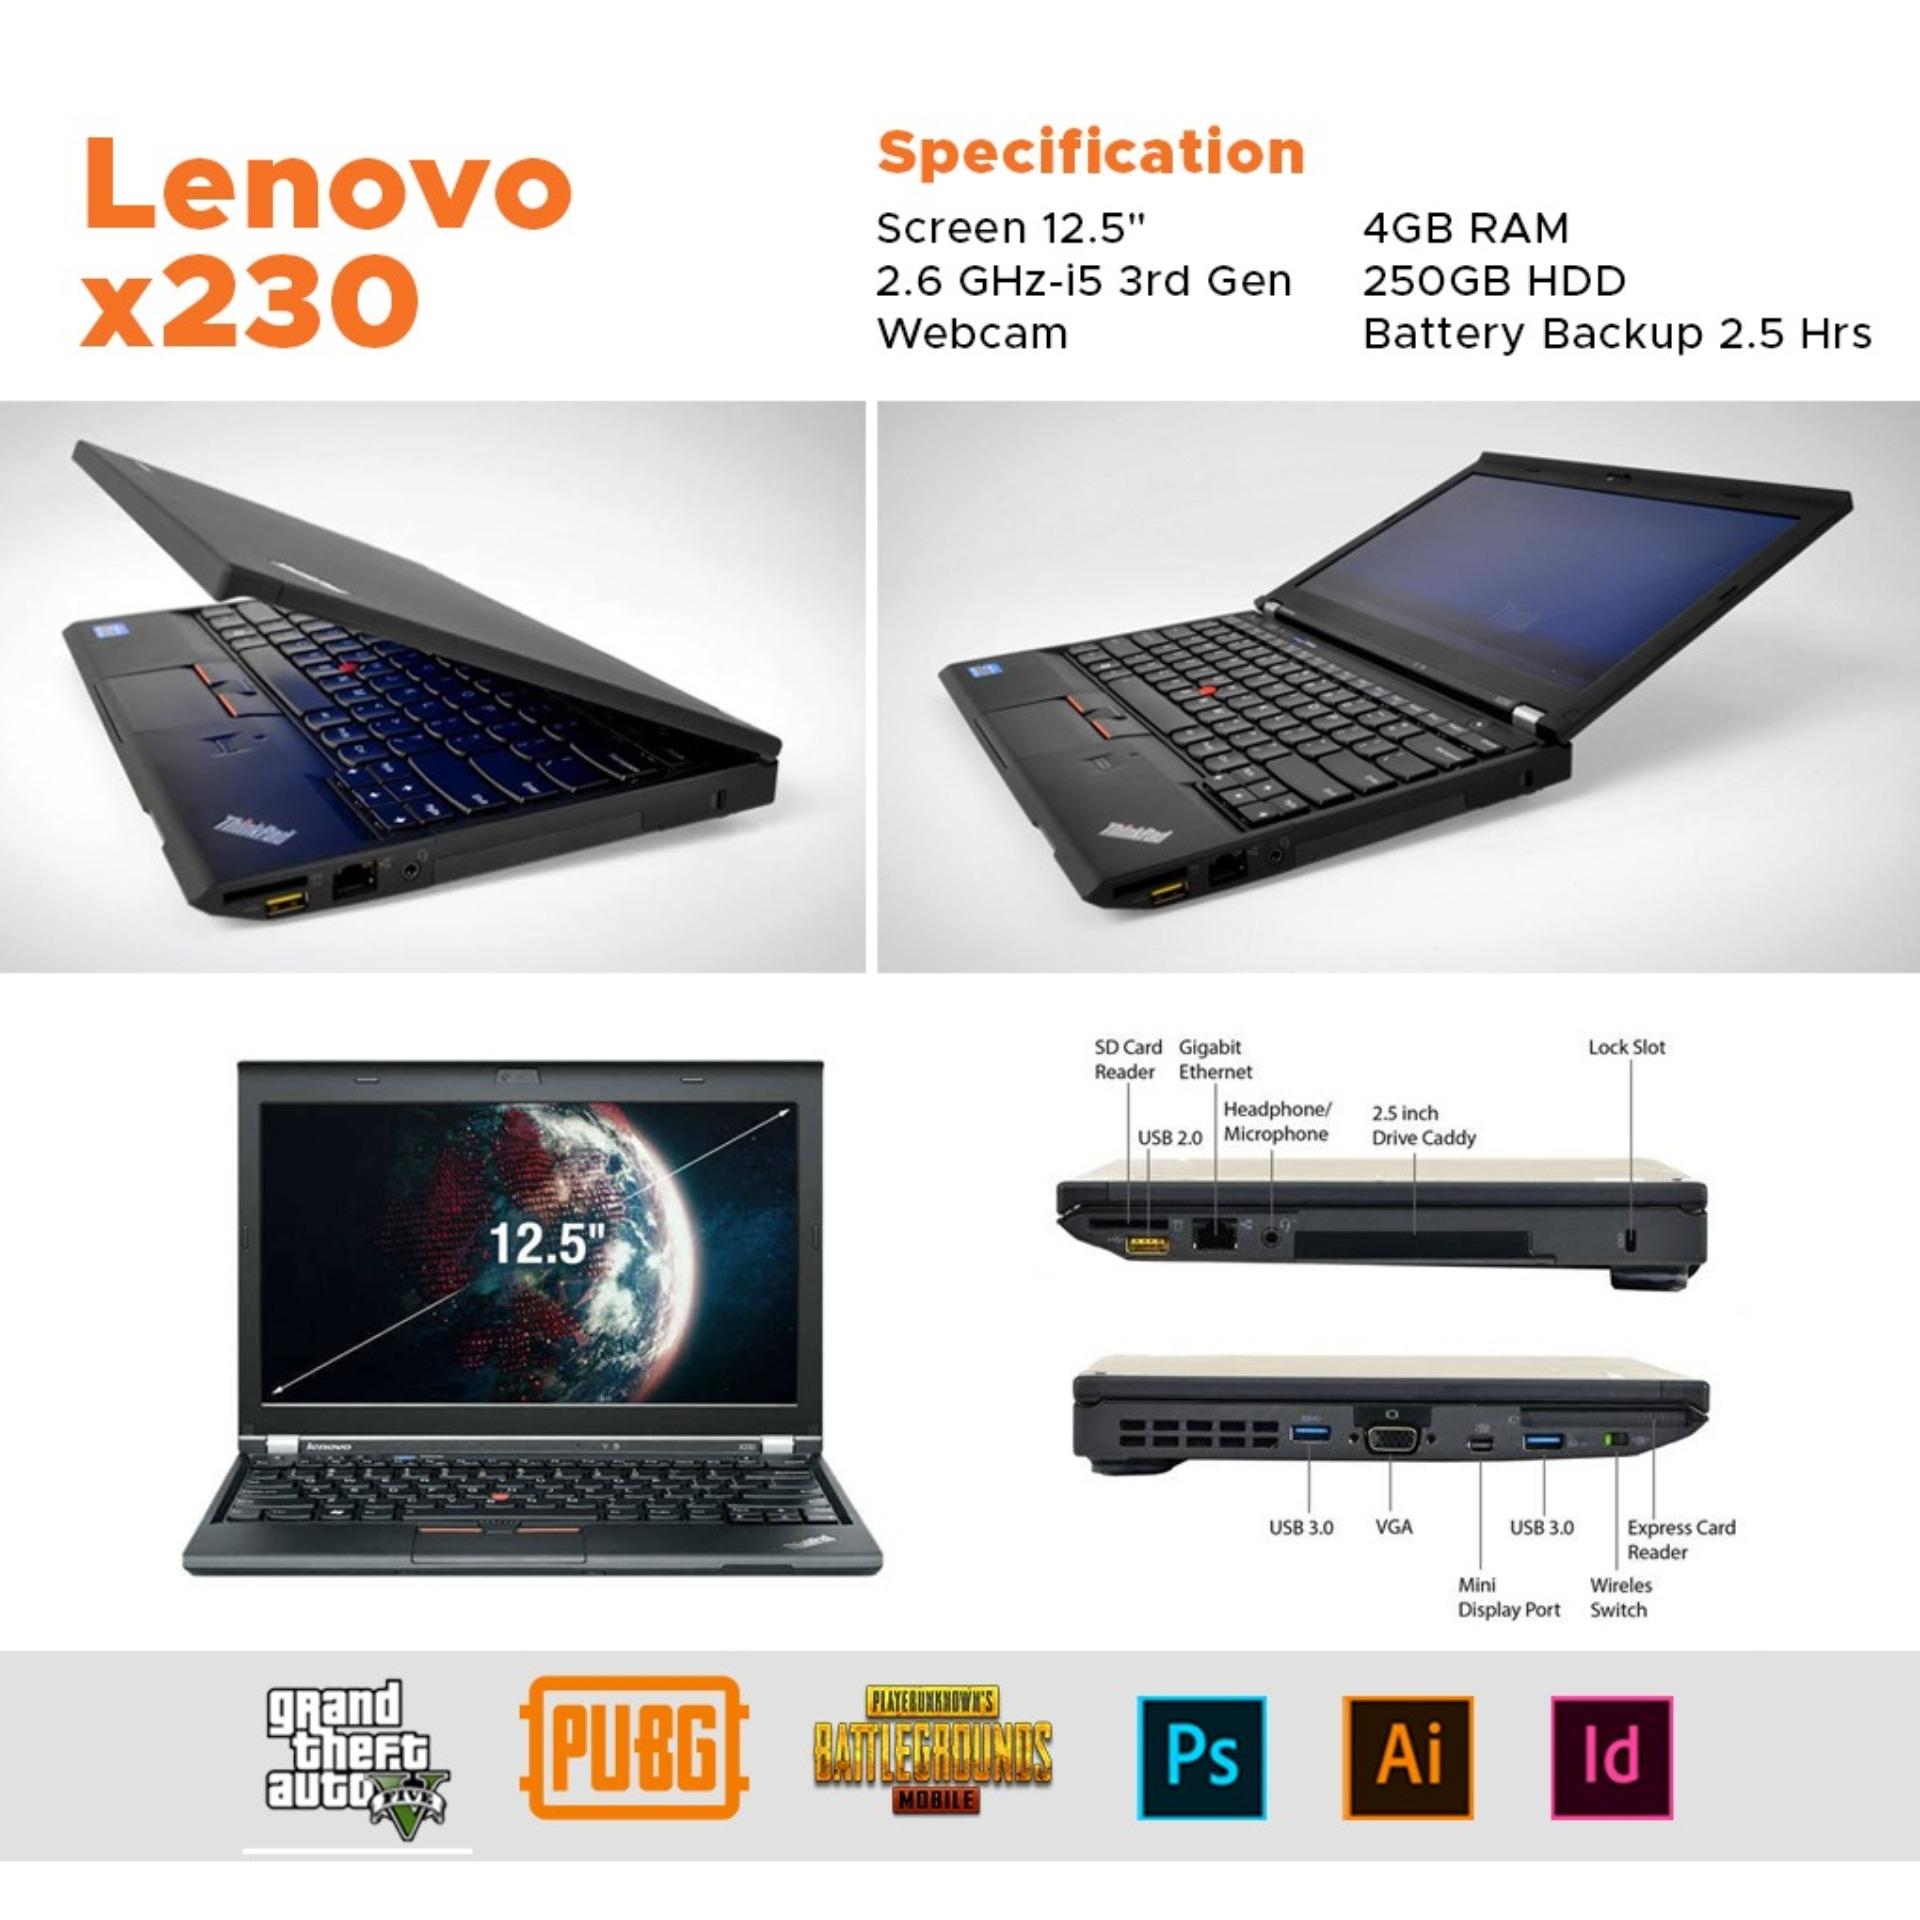 Lenovo
x230
Specification
Screen 12.5"
2.6 GHz-i5 3rd Gen
Webcam
4GB RAM
250GB HDD
Battery Backup 2.5 Hrs
ThinkPad
ThinkPad
12.5"
lenovo
X230
SD Card
Reader
Gigabit
Ethernet
Lock Slot
USB 2.0
Headphone/
Microphone
2.5 inch
Drive Caddy
USB 3.0
VGA
USB 3.0
Express Card
Reader
Mini
Display Port
Wireles
Switch
grand
theft
auto
FIVE
PUBG
PLAYERUNKNOWN'S
BATTLEGROUNDS
MOBILE
Ps
Ai
Id